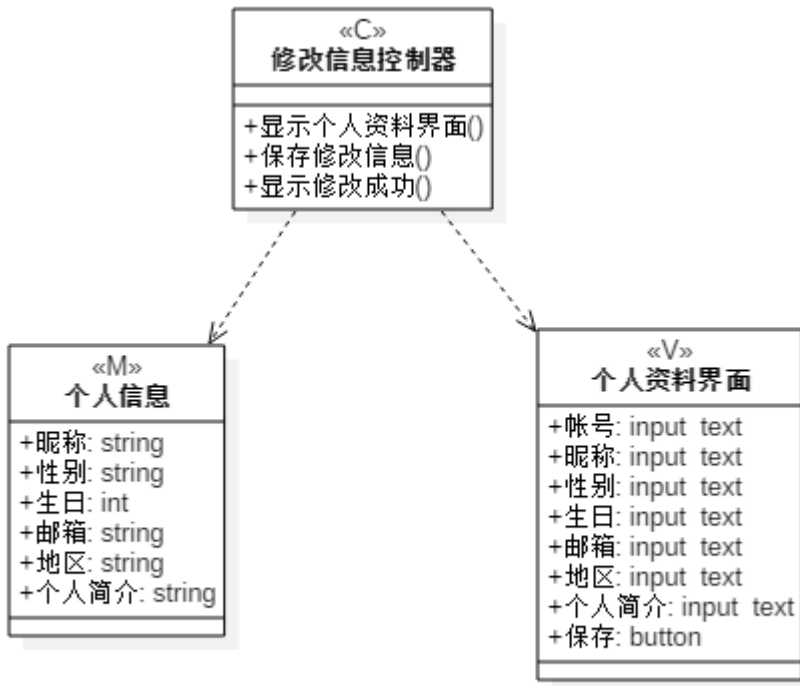 «C»
修改信息控制器
+显示个人资料界面()
+保存修改信息()
+显示修改成功()
«M»
个人信息
+昵称: string
+性别: string
+生日: int
+邮箱: string
+地区: string
+个人简介: string
«V»
个人资料界面
+帐号: input text
+昵称: input text
+性别: input text
+生日: input text
+邮箱: input text
+地区: input text
+个人简介: input text
+保存: button